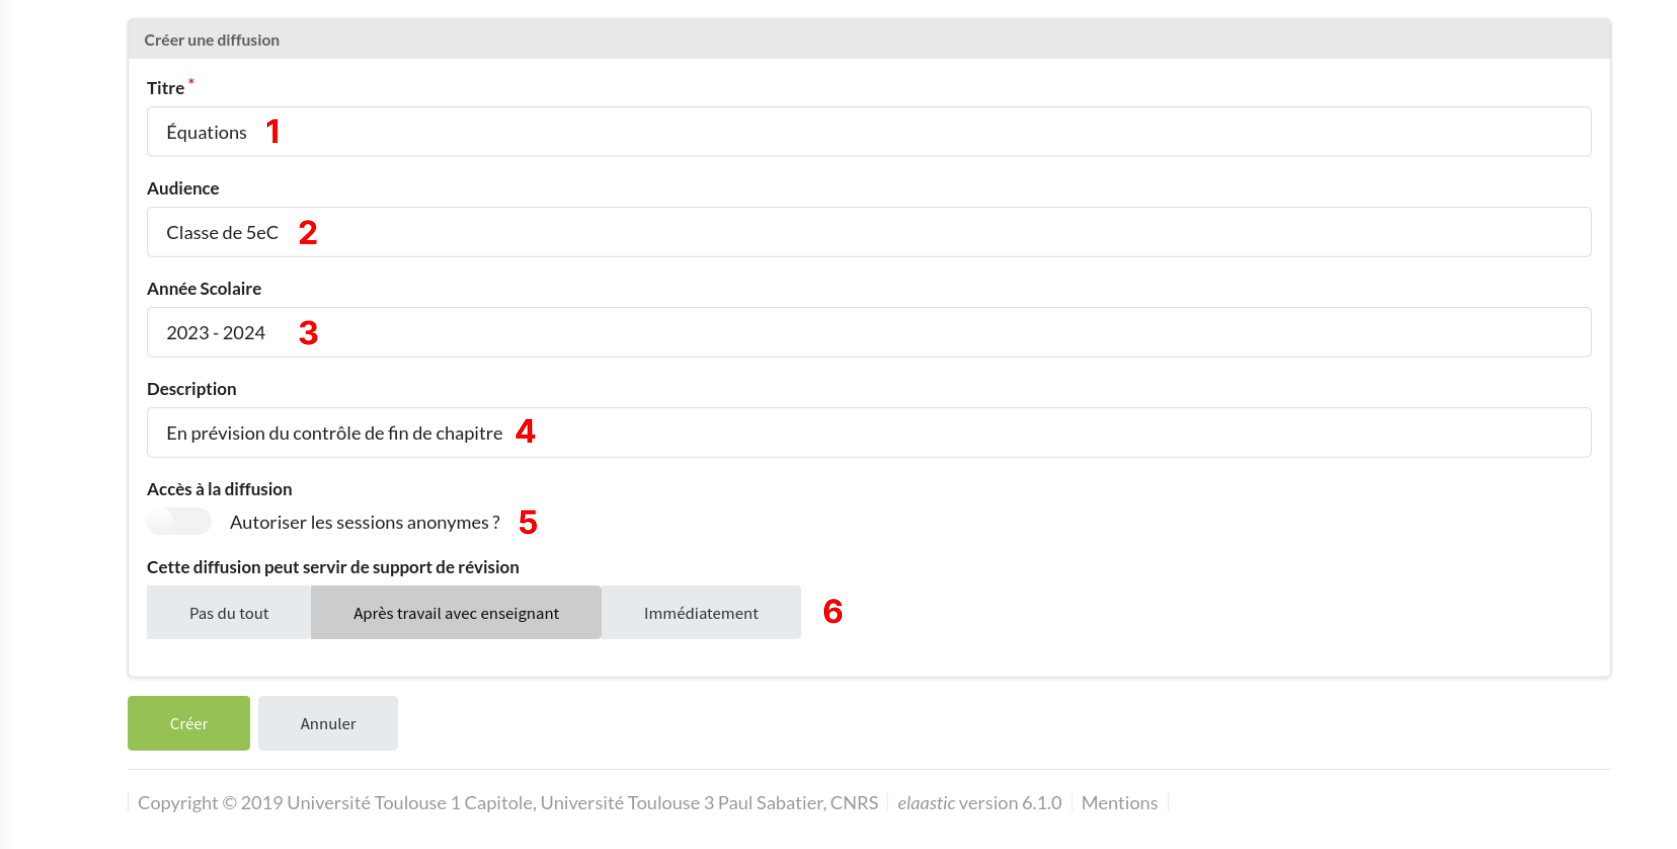 Créer une diffusion
Titre *
Équations 1
Audience
Classe de 5eC 2
Année Scolaire
2023 - 2024 3
Description
En prévision du contrôle de fin de chapitre 4
Accès à la diffusion
Autoriser les sessions anonymes ? 5
Cette diffusion peut servir de support de révision
Pas du tout Après travail avec enseignant Immédiatement 6
Créer Annuler
Copyright © 2019 Université Toulouse 1 Capitole, Université Toulouse 3 Paul Sabatier, CNRS elaastic version 6.1.0 Mentions